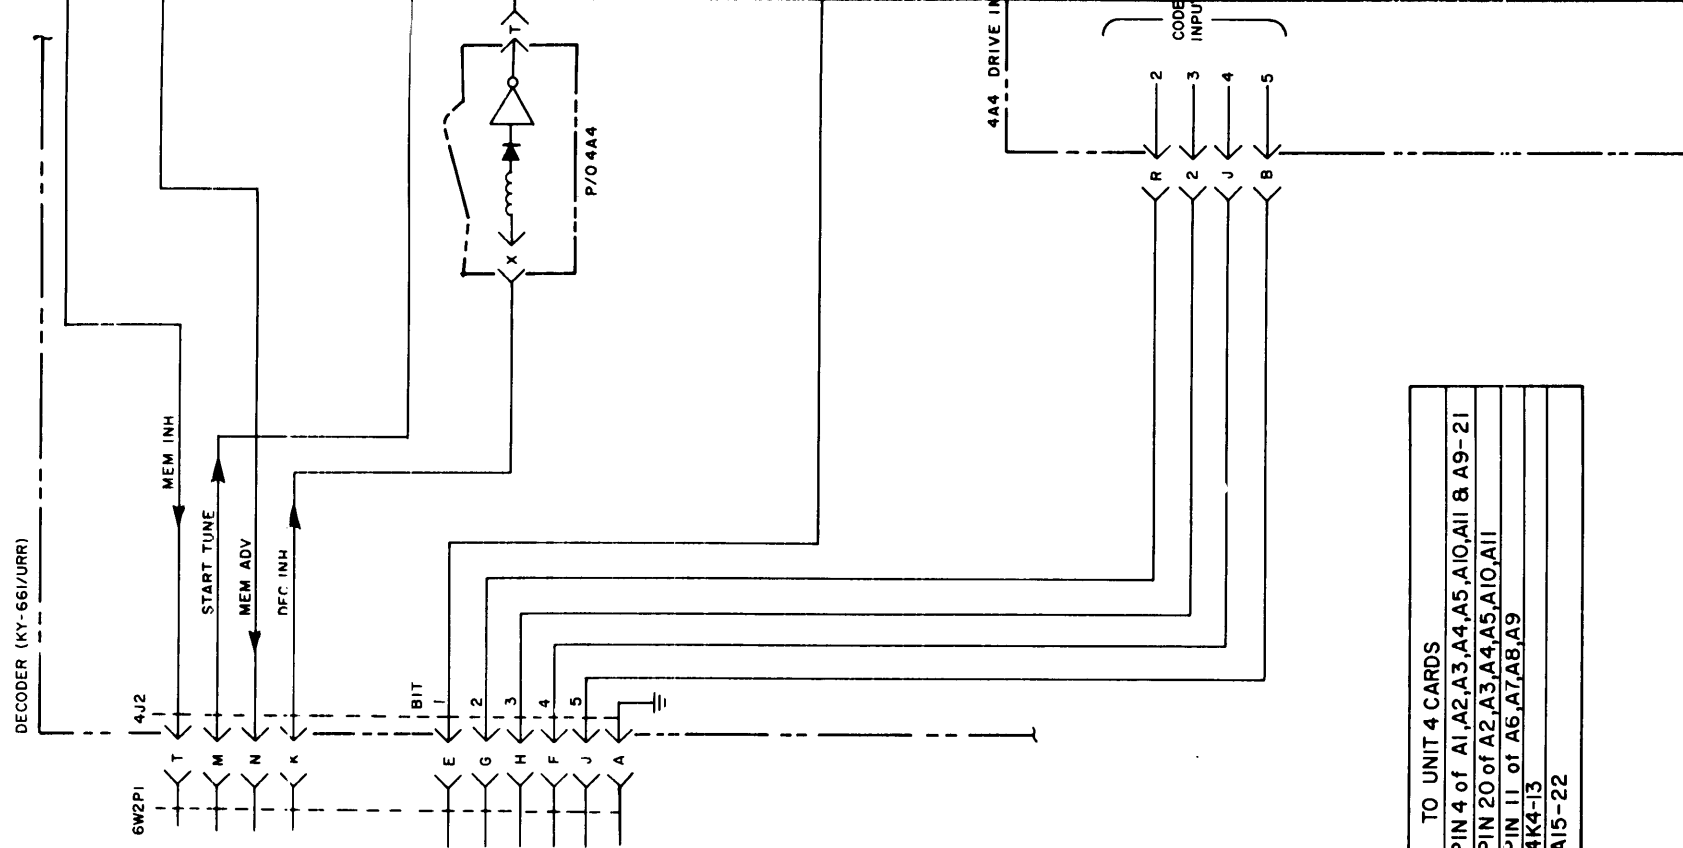 DECODER (KY-661/URR)
4J2
6W2P1
MEM INH
START TUNE
MEM ADV
DEC INH
T
M
N
K
BIT
1
2
3
4
5
E
G
H
F
J
A
T
X
P/O 4A4
4A4 DRIVE
CODE
2
3
4
5
R
2
J
B
TO UNIT 4 CARDS
PIN 4 of A1,A2,A3,A4,A5,A10,A11 & A9-21
PIN 20 of A2,A3,A4,A5,A10,A11
PIN 11 of A6,A7,A8,A9
4K4-13
A15-22